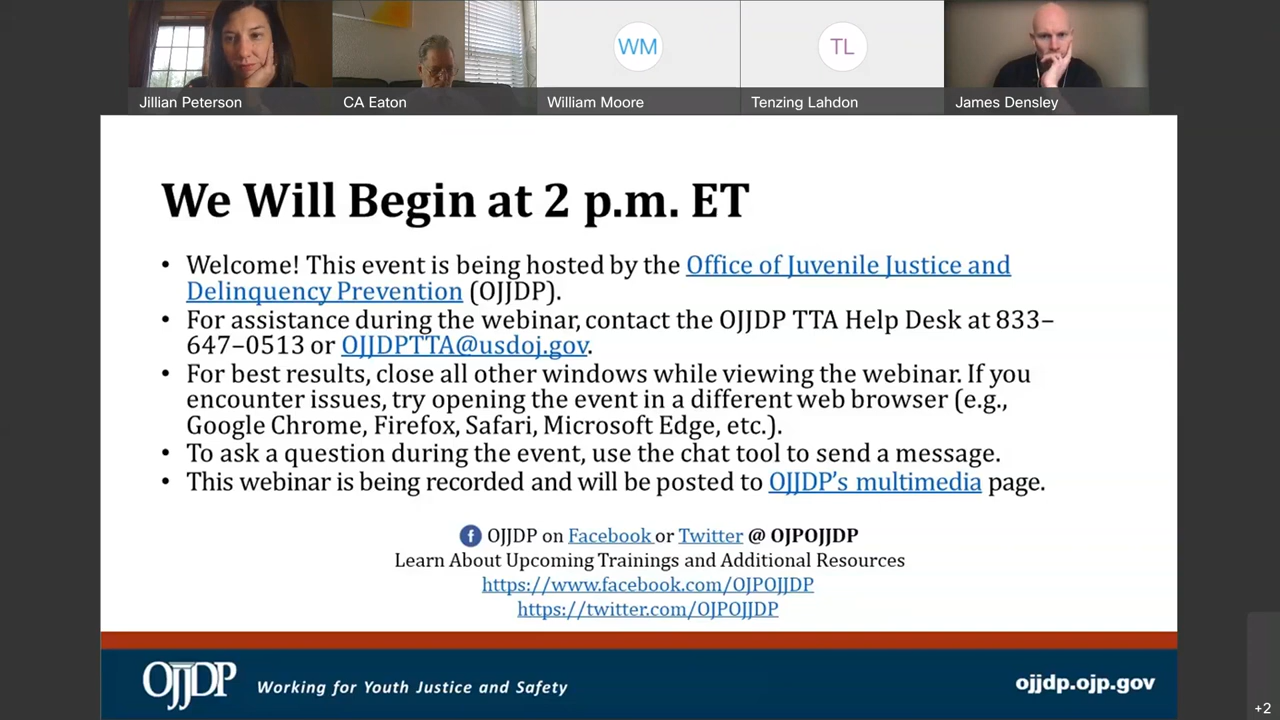 WM
TL
Jillian Peterson
CA Eaton
William Moore
Tenzing Lahdon
James Densley
We Will Begin at 2 p.m. ET
• Welcome! This event is being hosted by the Office of Juvenile Justice and
Delinquency Prevention (OJJDP).
• For assistance during the webinar, contact the OJJDP TTA Help Desk at 833–
647–0513 or OJJDPTTA@usdoj.gov.
• For best results, close all other windows while viewing the webinar. If you
encounter issues, try opening the event in a different web browser (e.g.,
Google Chrome, Firefox, Safari, Microsoft Edge, etc.).
• To ask a question during the event, use the chat tool to send a message.
• This webinar is being recorded and will be posted to OJJDP’s multimedia page.
f OJJDP on Facebook or Twitter @ OJPOJJDP
Learn About Upcoming Trainings and Additional Resources
https://www.facebook.com/OJPOJJDP
https://twitter.com/OJPOJJDP
OJJDP Working for Youth Justice and Safety
ojjdp.ojp.gov
+2